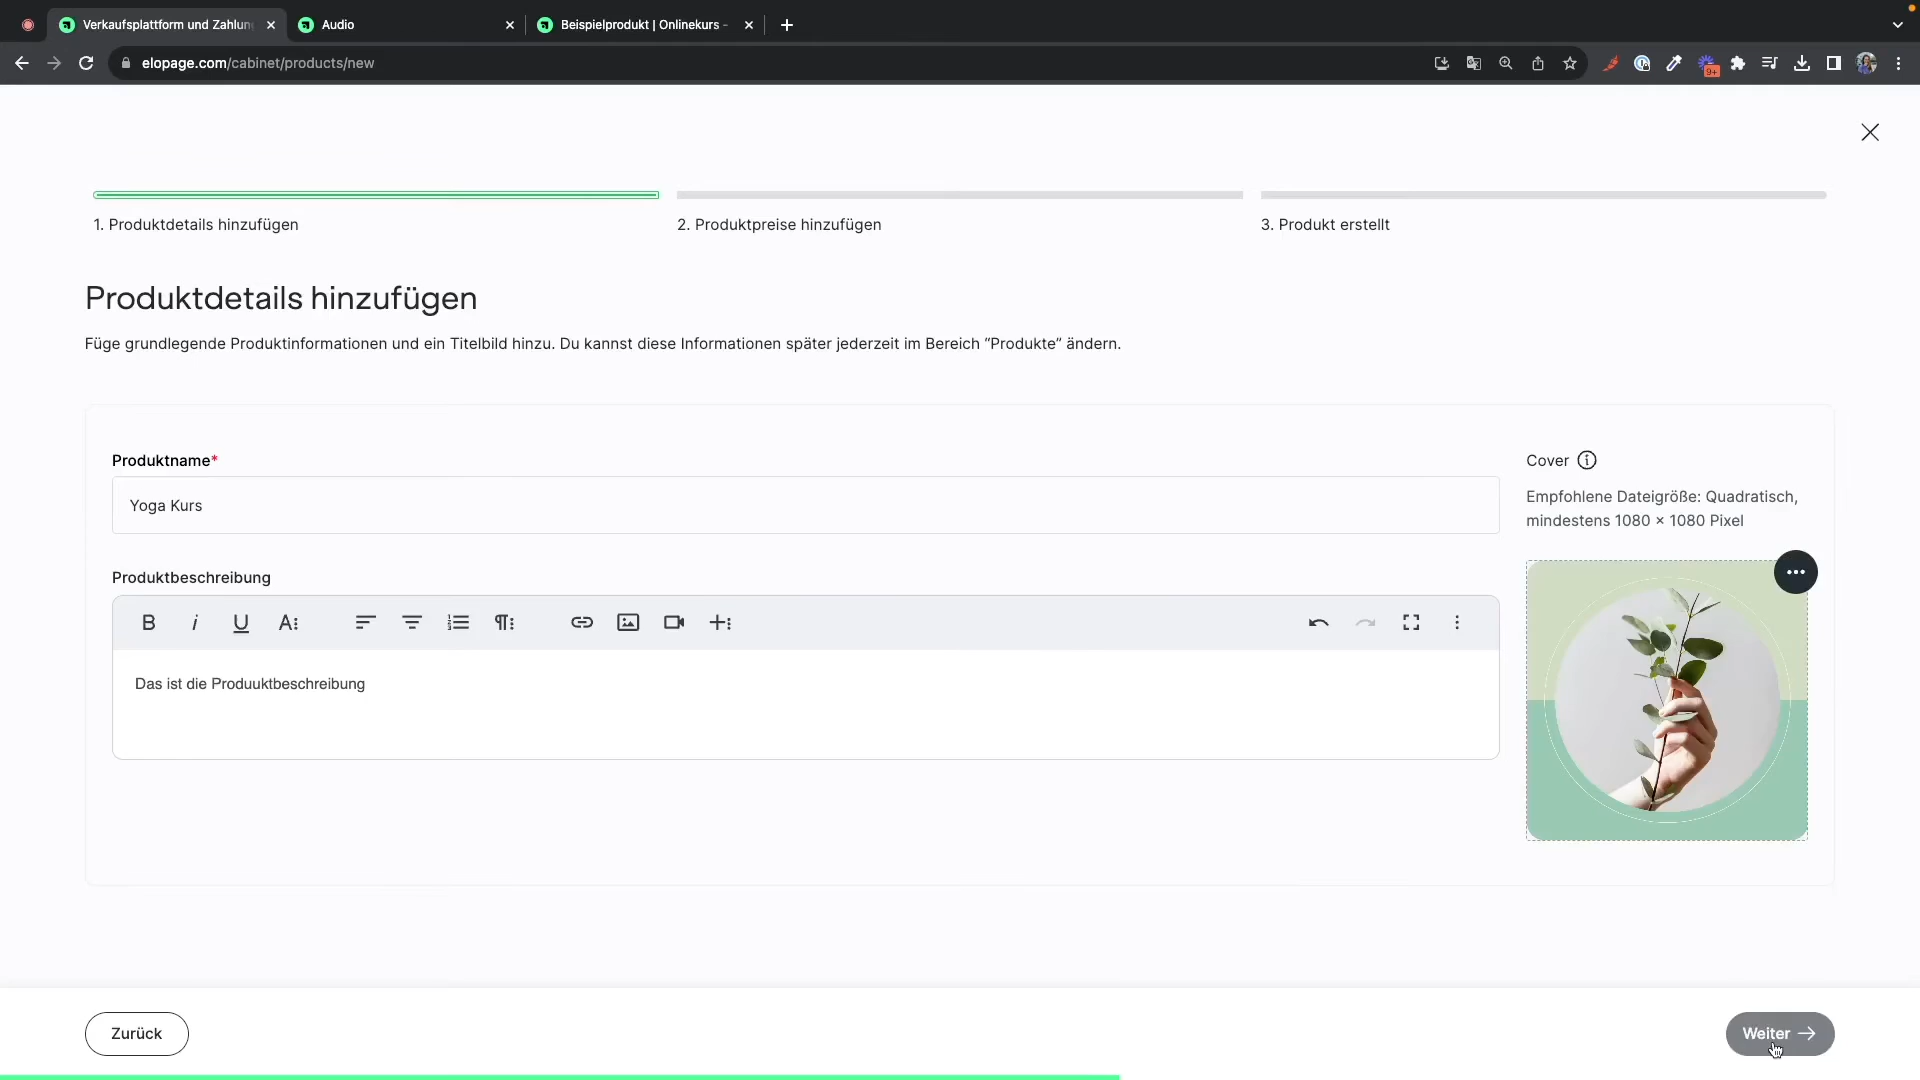 Verkaufsplattform und Zahlun
Audio
Beispielprodukt | Onlinekurs -
elopage.com/cabinet/products/new
9+
1. Produktdetails hinzufügen
2. Produktpreise hinzufügen
3. Produkt erstellt
Produktdetails hinzufügen
Füge grundlegende Produktinformationen und ein Titelbild hinzu. Du kannst diese Informationen später jederzeit im Bereich “Produkte” ändern.
Produktname*
Yoga Kurs
Cover
Empfohlene Dateigröße: Quadratisch,
mindestens 1080 × 1080 Pixel
Produktbeschreibung
Das ist die Produuktbeschreibung
Zurück
Weiter